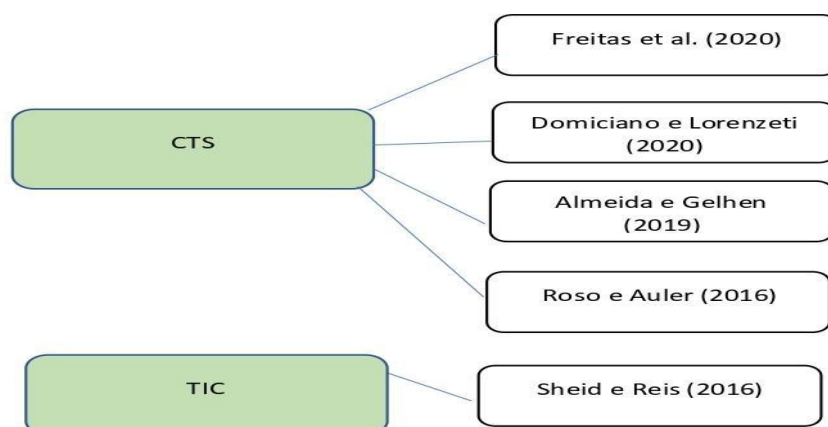 CTS
Freitas et al. (2020)
Domiciano e Lorenzeti
(2020)
Almeida e Gelhen
(2019)
Roso e Auler (2016)
TIC
Sheid e Reis (2016)